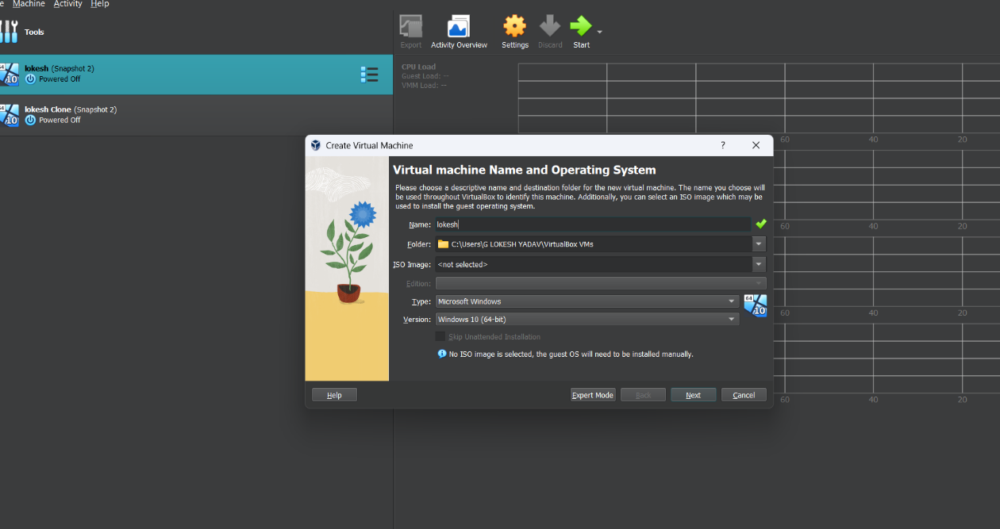 e Machine Activity Help
Tools
Export Activity Overview Settings Discard Start
64
10
lokesh (Snapshot 2)
Powered Off
64
10
lokesh Clone (Snapshot 2)
Powered Off
CPU Load
Guest Load: --
VMM Load: --
60 40 20
60 40 20
60 40 20
60 40 20
Create Virtual Machine
?
Virtual machine Name and Operating System
Please choose a descriptive name and destination folder for the new virtual machine. The name you choose will
be used throughout VirtualBox to identify this machine. Additionally, you can select an ISO image which may be
used to install the guest operating system.
Name: lokesh
Folder: C:\Users\G LOKESH YADAV\VirtualBox VMs
ISO Image: <not selected>
Edition:
Type: Microsoft Windows
64
10
Version: Windows 10 (64-bit)
Skip Unattended Installation
No ISO image is selected, the guest OS will need to be installed manually.
Help Expert Mode Back Next Cancel